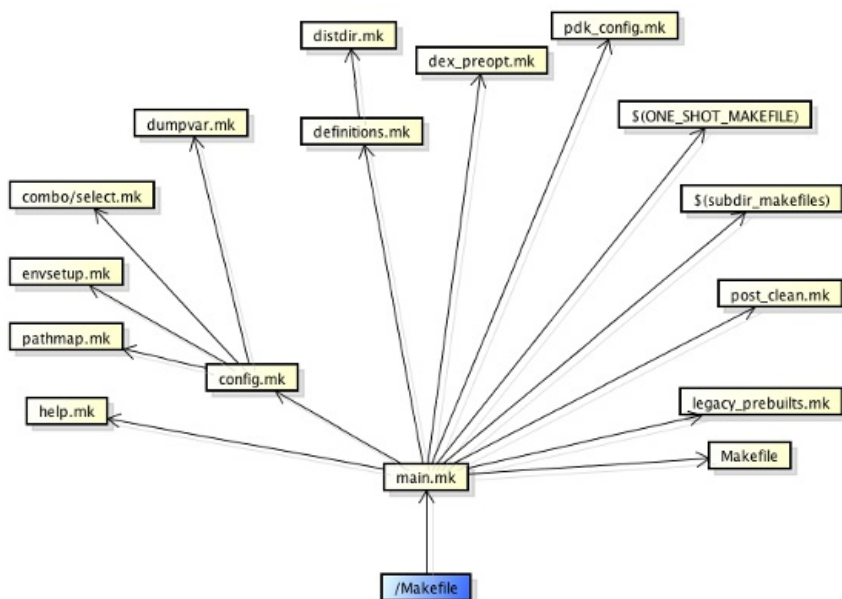 distdir.mk
pdk_config.mk
dex_preopt.mk
dumpvar.mk
definitions.mk
$(ONE_SHOT_MAKEFILE)
combo/select.mk
$(subdir_makefiles)
envsetup.mk
post_clean.mk
pathmap.mk
config.mk
help.mk
legacy_prebuilts.mk
Makefile
main.mk
/Makefile